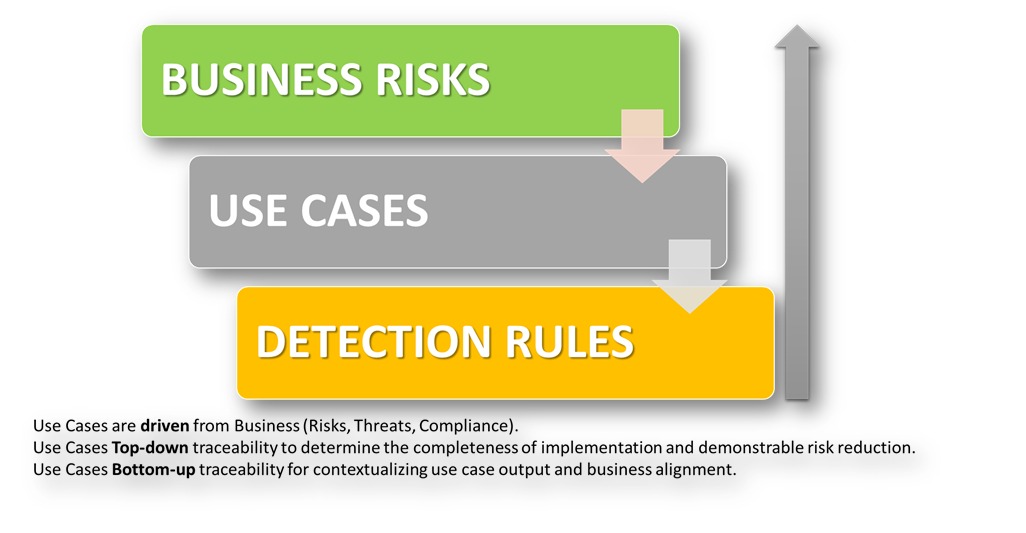 BUSINESS RISKS
USE CASES
DETECTION RULES
Use Cases are driven from Business (Risks, Threats, Compliance).
Use Cases Top-down traceability to determine the completeness of implementation and demonstrable risk reduction.
Use Cases Bottom-up traceability for contextualizing use case output and business alignment.